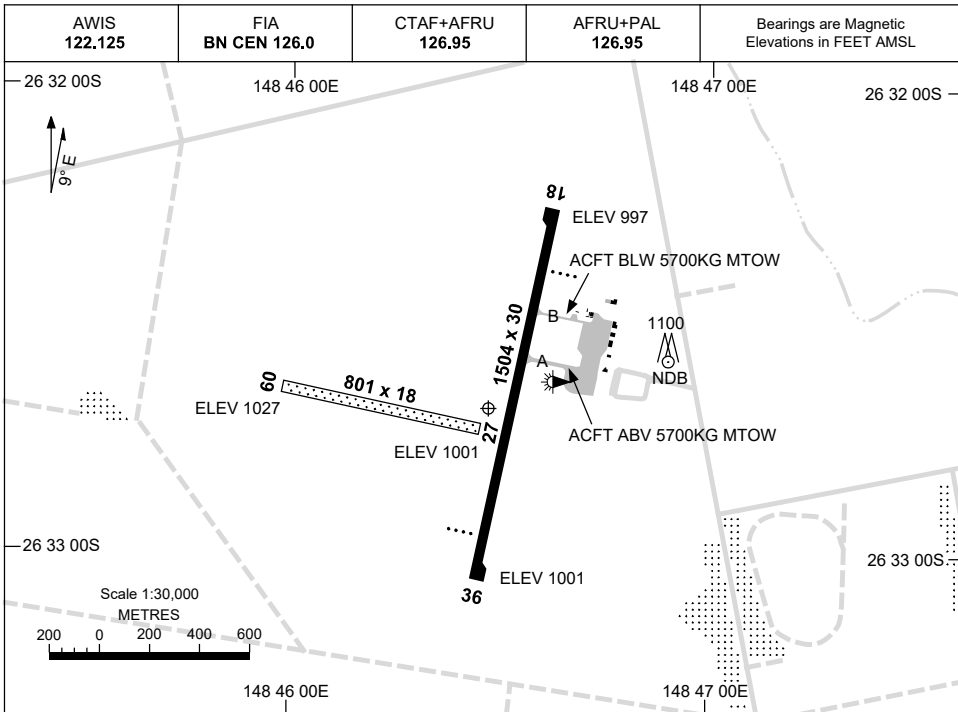 AWIS
122.125
FIA
BN CEN 126.0
CTAF+AFRU
126.95
AFRU+PAL
126.95
Bearings are Magnetic
Elevations in FEET AMSL
26 32 00S
148 46 00E
148 47 00E
26 32 00S
9° E
18
ELEV 997
ACFT BLW 5700KG MTOW
B
1504 x 30
1100
NDB
A
09
801 x 18
ELEV 1027
27
ELEV 1001
ACFT ABV 5700KG MTOW
26 33 00S
26 33 00S
ELEV 1001
36
Scale 1:30,000
METRES
200 0 200 400 600
148 46 00E
148 47 00E